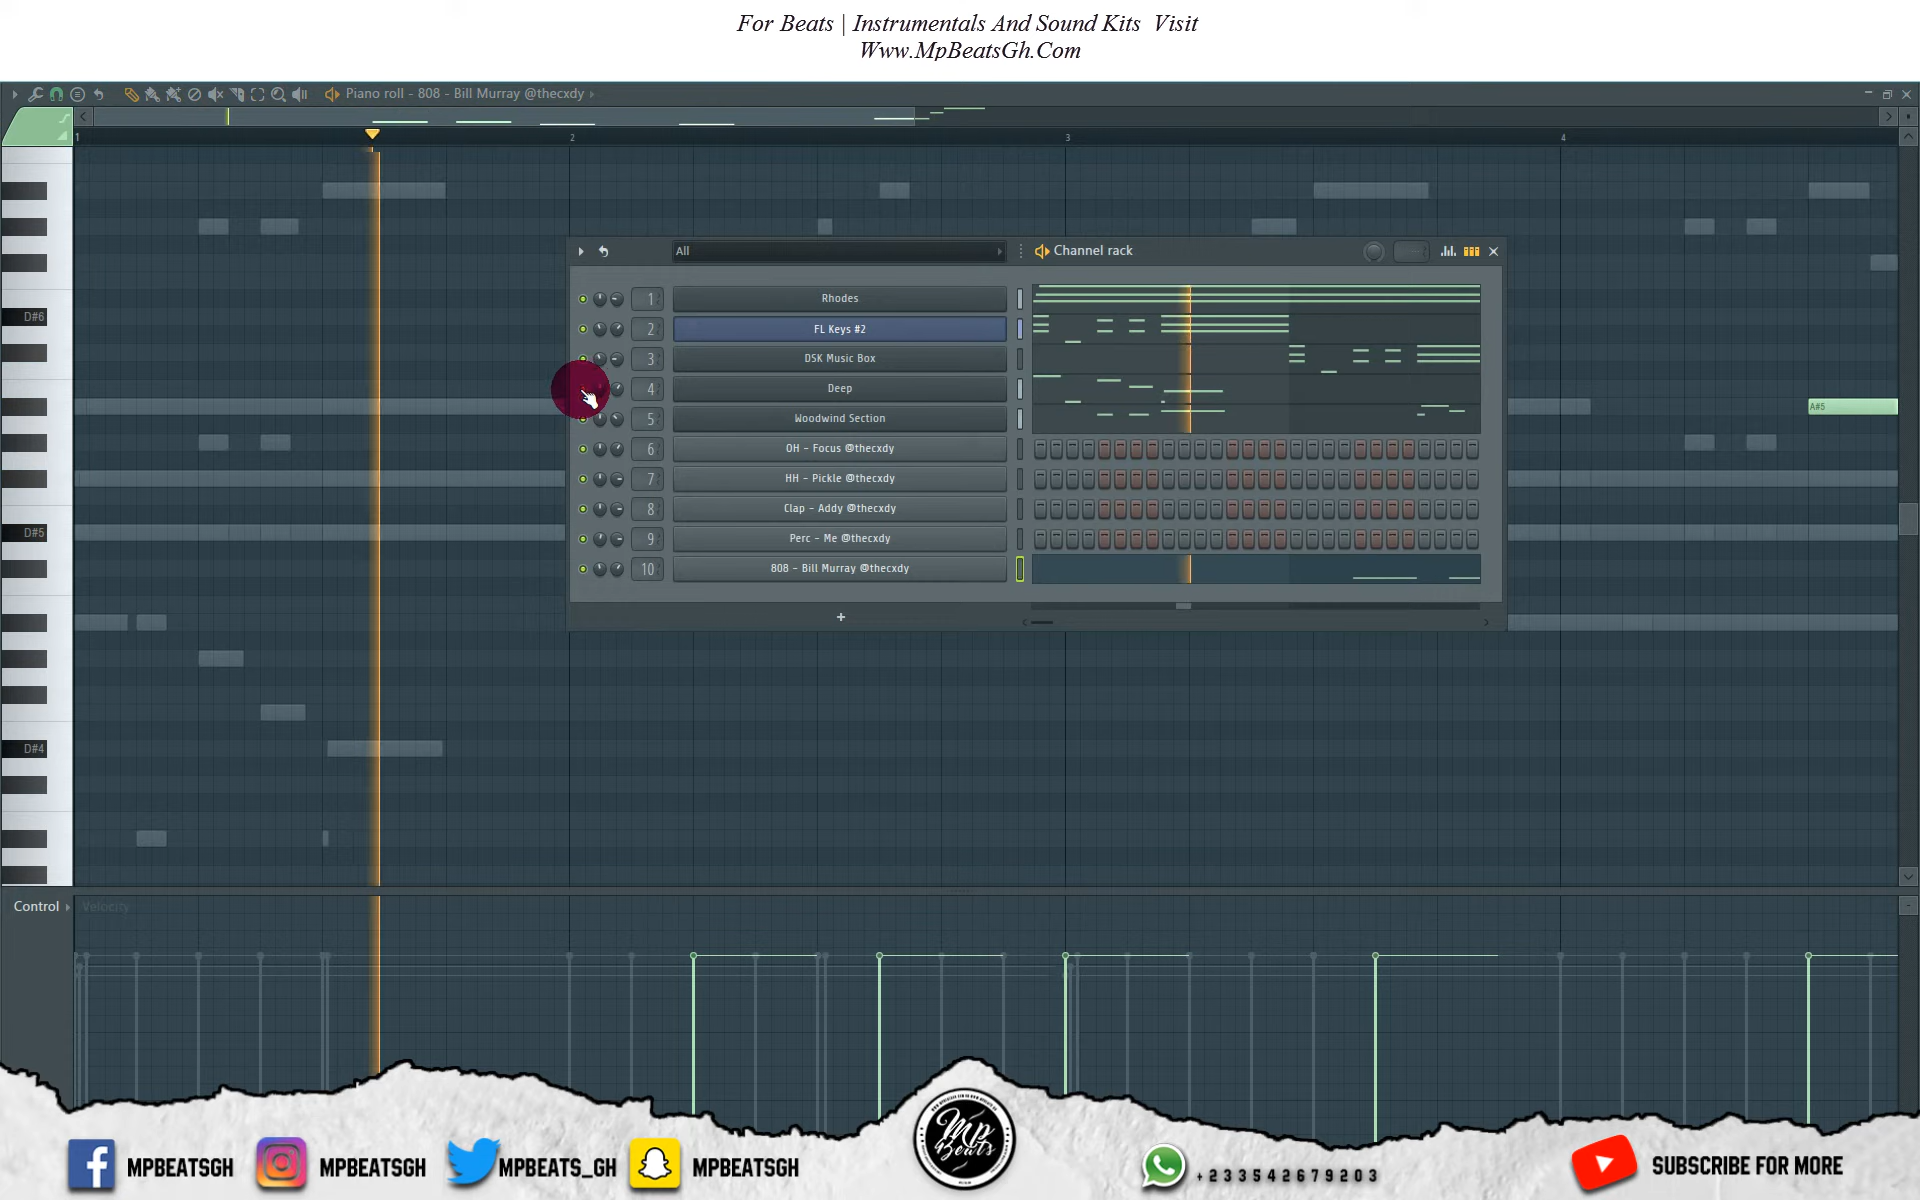 For Beats | Instrumentals And Sound Kits Visit
Www.MpBeatsGh.Com
Piano roll - 808 - Bill Murray @thecxdy
1 2 3 4
All
Channel rack
1 Rhodes
2 FL Keys #2
3 DSK Music Box
4 Deep
5 Woodwind Section
6 OH - Focus @thecxdy
7 HH - Pickle @thecxdy
8 Clap - Addy @thecxdy
9 Perc - Me @thecxdy
10 808 - Bill Murray @thecxdy
+
D#6
A#5
D#5
D#4
Control
Velocity
MPBEATSGH
MPBEATSGH
MPBEATS_GH
MPBEATSGH
Mp Beats
+233542679203
SUBSCRIBE FOR MORE